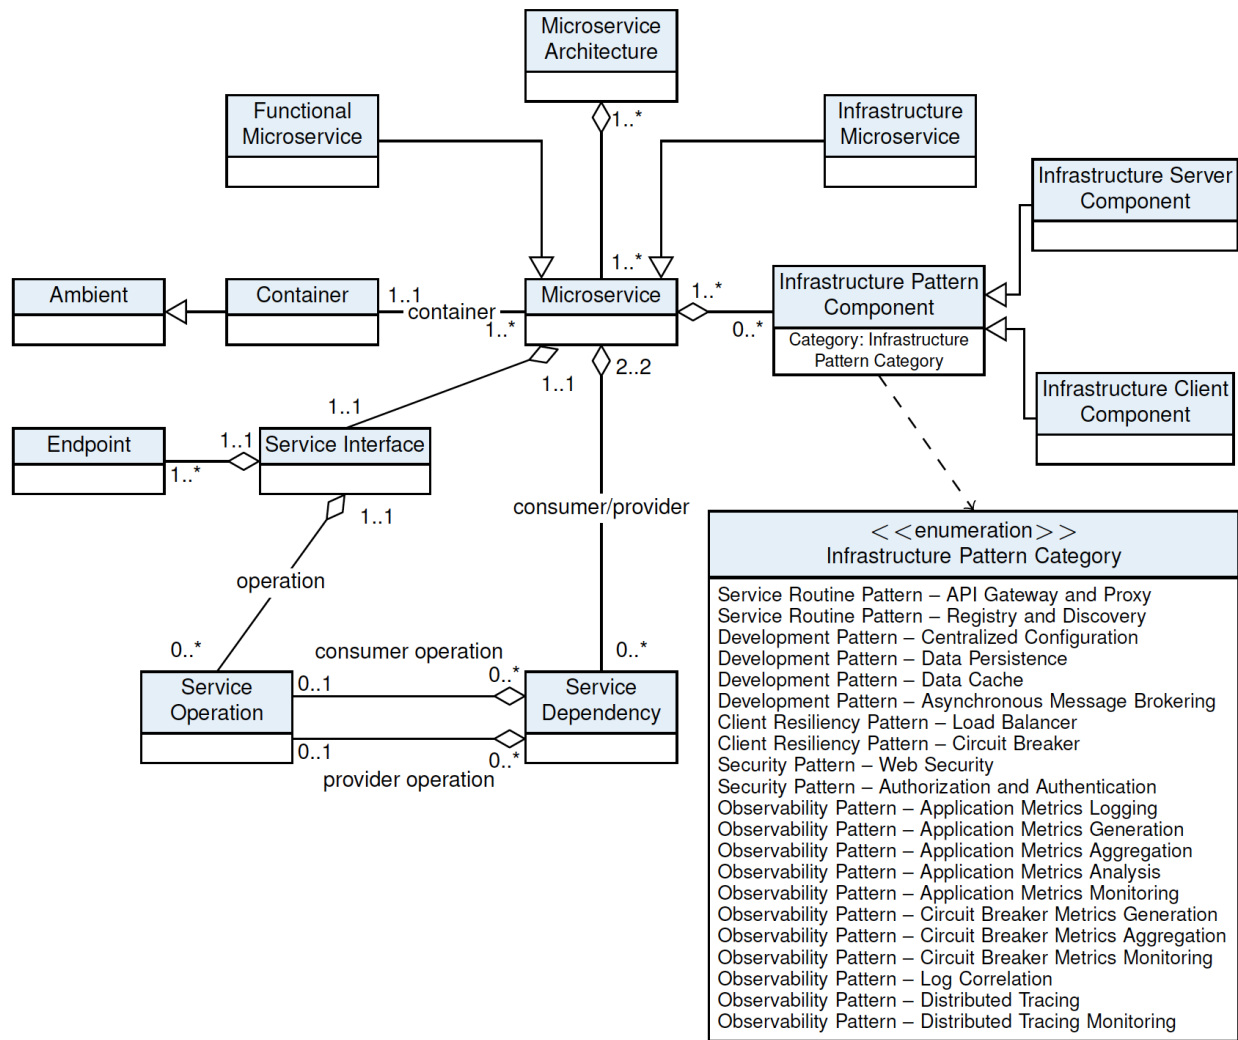 Microservice
Architecture
1..*
Functional
Microservice
Infrastructure
Microservice
Infrastructure Server
Component
Ambient
Container
1..1
container
1..*
1..*
Microservice
1..*
0..*
Infrastructure Pattern
Component
Category: Infrastructure
Pattern Category
Infrastructure Client
Component
1..1
2..2
1..1
Endpoint
1..*
1..1
Service Interface
1..1
consumer/provider
operation
0..*
consumer operation
0..*
0..*
Service
Operation
0..1
0..1
provider operation
0..*
Service
Dependency
<<enumeration>>
Infrastructure Pattern Category
Service Routine Pattern – API Gateway and Proxy
Service Routine Pattern – Registry and Discovery
Development Pattern – Centralized Configuration
Development Pattern – Data Persistence
Development Pattern – Data Cache
Development Pattern – Asynchronous Message Brokering
Client Resiliency Pattern – Load Balancer
Client Resiliency Pattern – Circuit Breaker
Security Pattern – Web Security
Security Pattern – Authorization and Authentication
Observability Pattern – Application Metrics Logging
Observability Pattern – Application Metrics Generation
Observability Pattern – Application Metrics Aggregation
Observability Pattern – Application Metrics Analysis
Observability Pattern – Application Metrics Monitoring
Observability Pattern – Circuit Breaker Metrics Generation
Observability Pattern – Circuit Breaker Metrics Aggregation
Observability Pattern – Circuit Breaker Metrics Monitoring
Observability Pattern – Log Correlation
Observability Pattern – Distributed Tracing
Observability Pattern – Distributed Tracing Monitoring